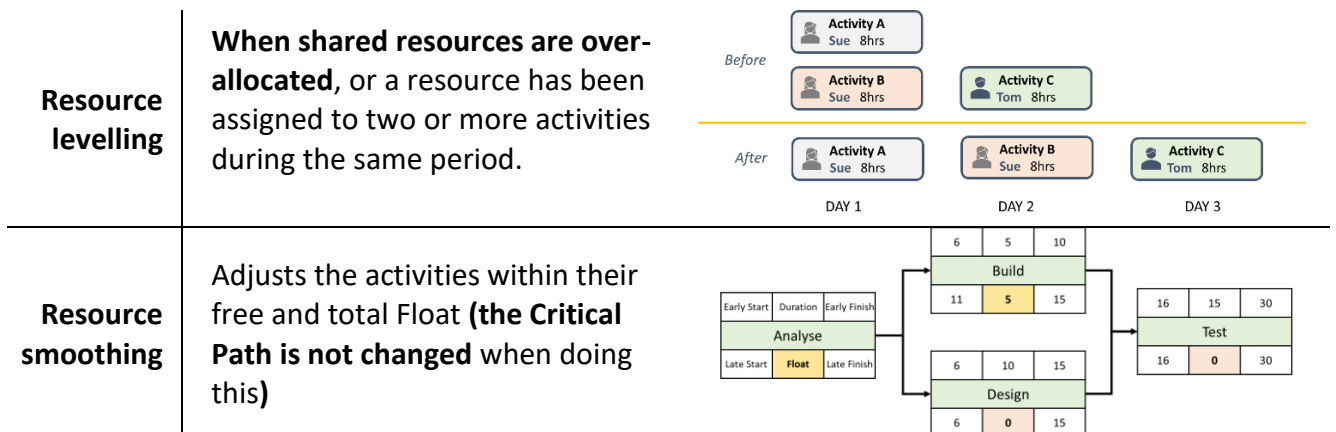 Resource
levelling
When shared resources are over-
allocated, or a resource has been
assigned to two or more activities
during the same period.
Before
Activity A
Sue 8hrs
Activity B
Sue 8hrs
Activity C
Tom 8hrs
After
Activity A
Sue 8hrs
Activity B
Sue 8hrs
Activity C
Tom 8hrs
DAY 1
DAY 2
DAY 3
Resource
smoothing
Adjusts the activities within their
free and total Float (the Critical
Path is not changed when doing
this)
Early Start Duration Early Finish
Analyse
Late Start Float Late Finish
6 5 10
Build
11 5 15
6 10 15
Design
6 0 15
16 15 30
Test
16 0 30